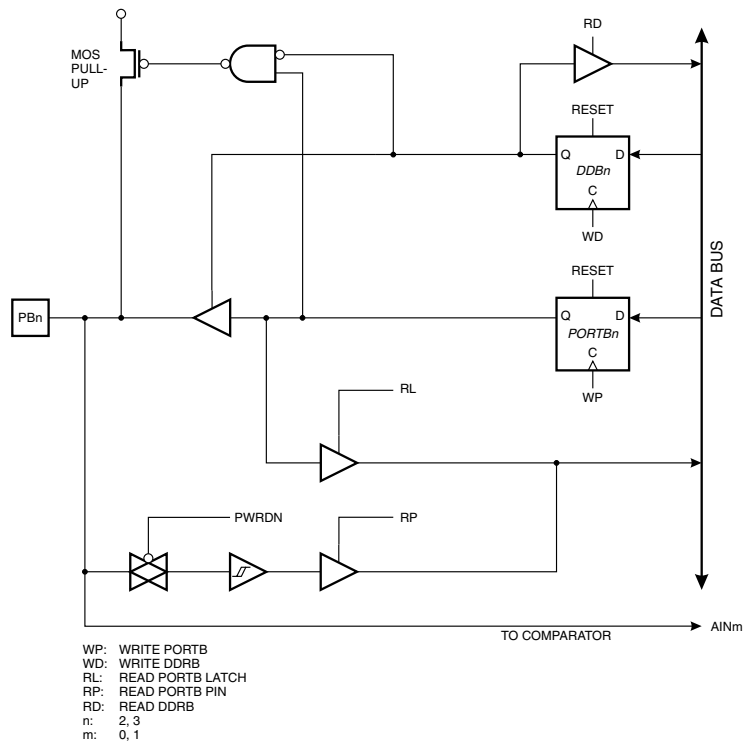 RD
MOS
PULL-
UP
RESET
Q D
DDBn
C
WD
RESET
PBn
Q D
PORTBn
C
WP
DATA BUS
RL
PWRDN
RP
TO COMPARATOR
AINm
WP: WRITE PORTB
WD: WRITE DDRB
RL: READ PORTB LATCH
RP: READ PORTB PIN
RD: READ DDRB
n: 2, 3
m: 0, 1